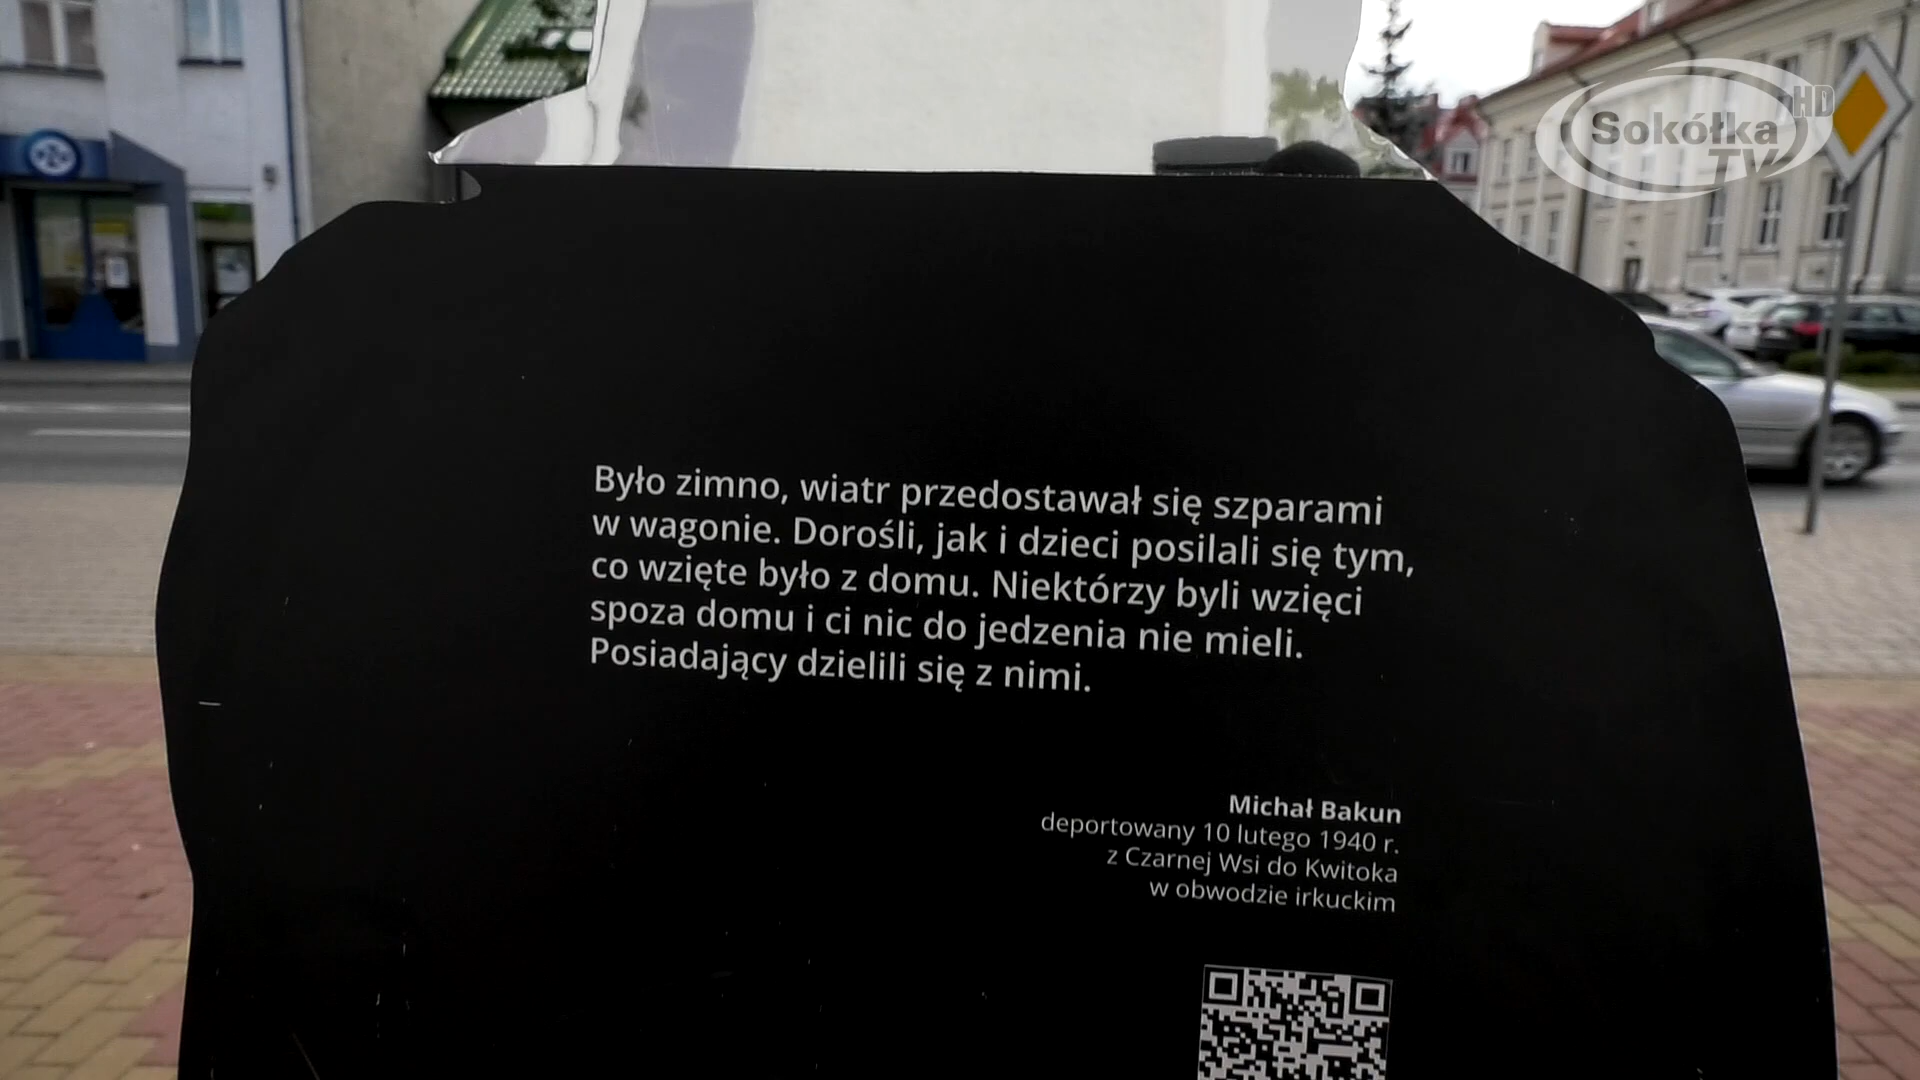 Sokółka HD
TV
Było zimno, wiatr przedostawał się szparami
w wagonie. Dorośli, jak i dzieci posilali się tym,
co wzięte było z domu. Niektórzy byli wzięci
spoza domu i ci nic do jedzenia nie mieli.
Posiadający dzielili się z nimi.
Michał Bakun
deportowany 10 lutego 1940 r.
z Czarnej Wsi do Kwitoka
w obwodzie irkuckim